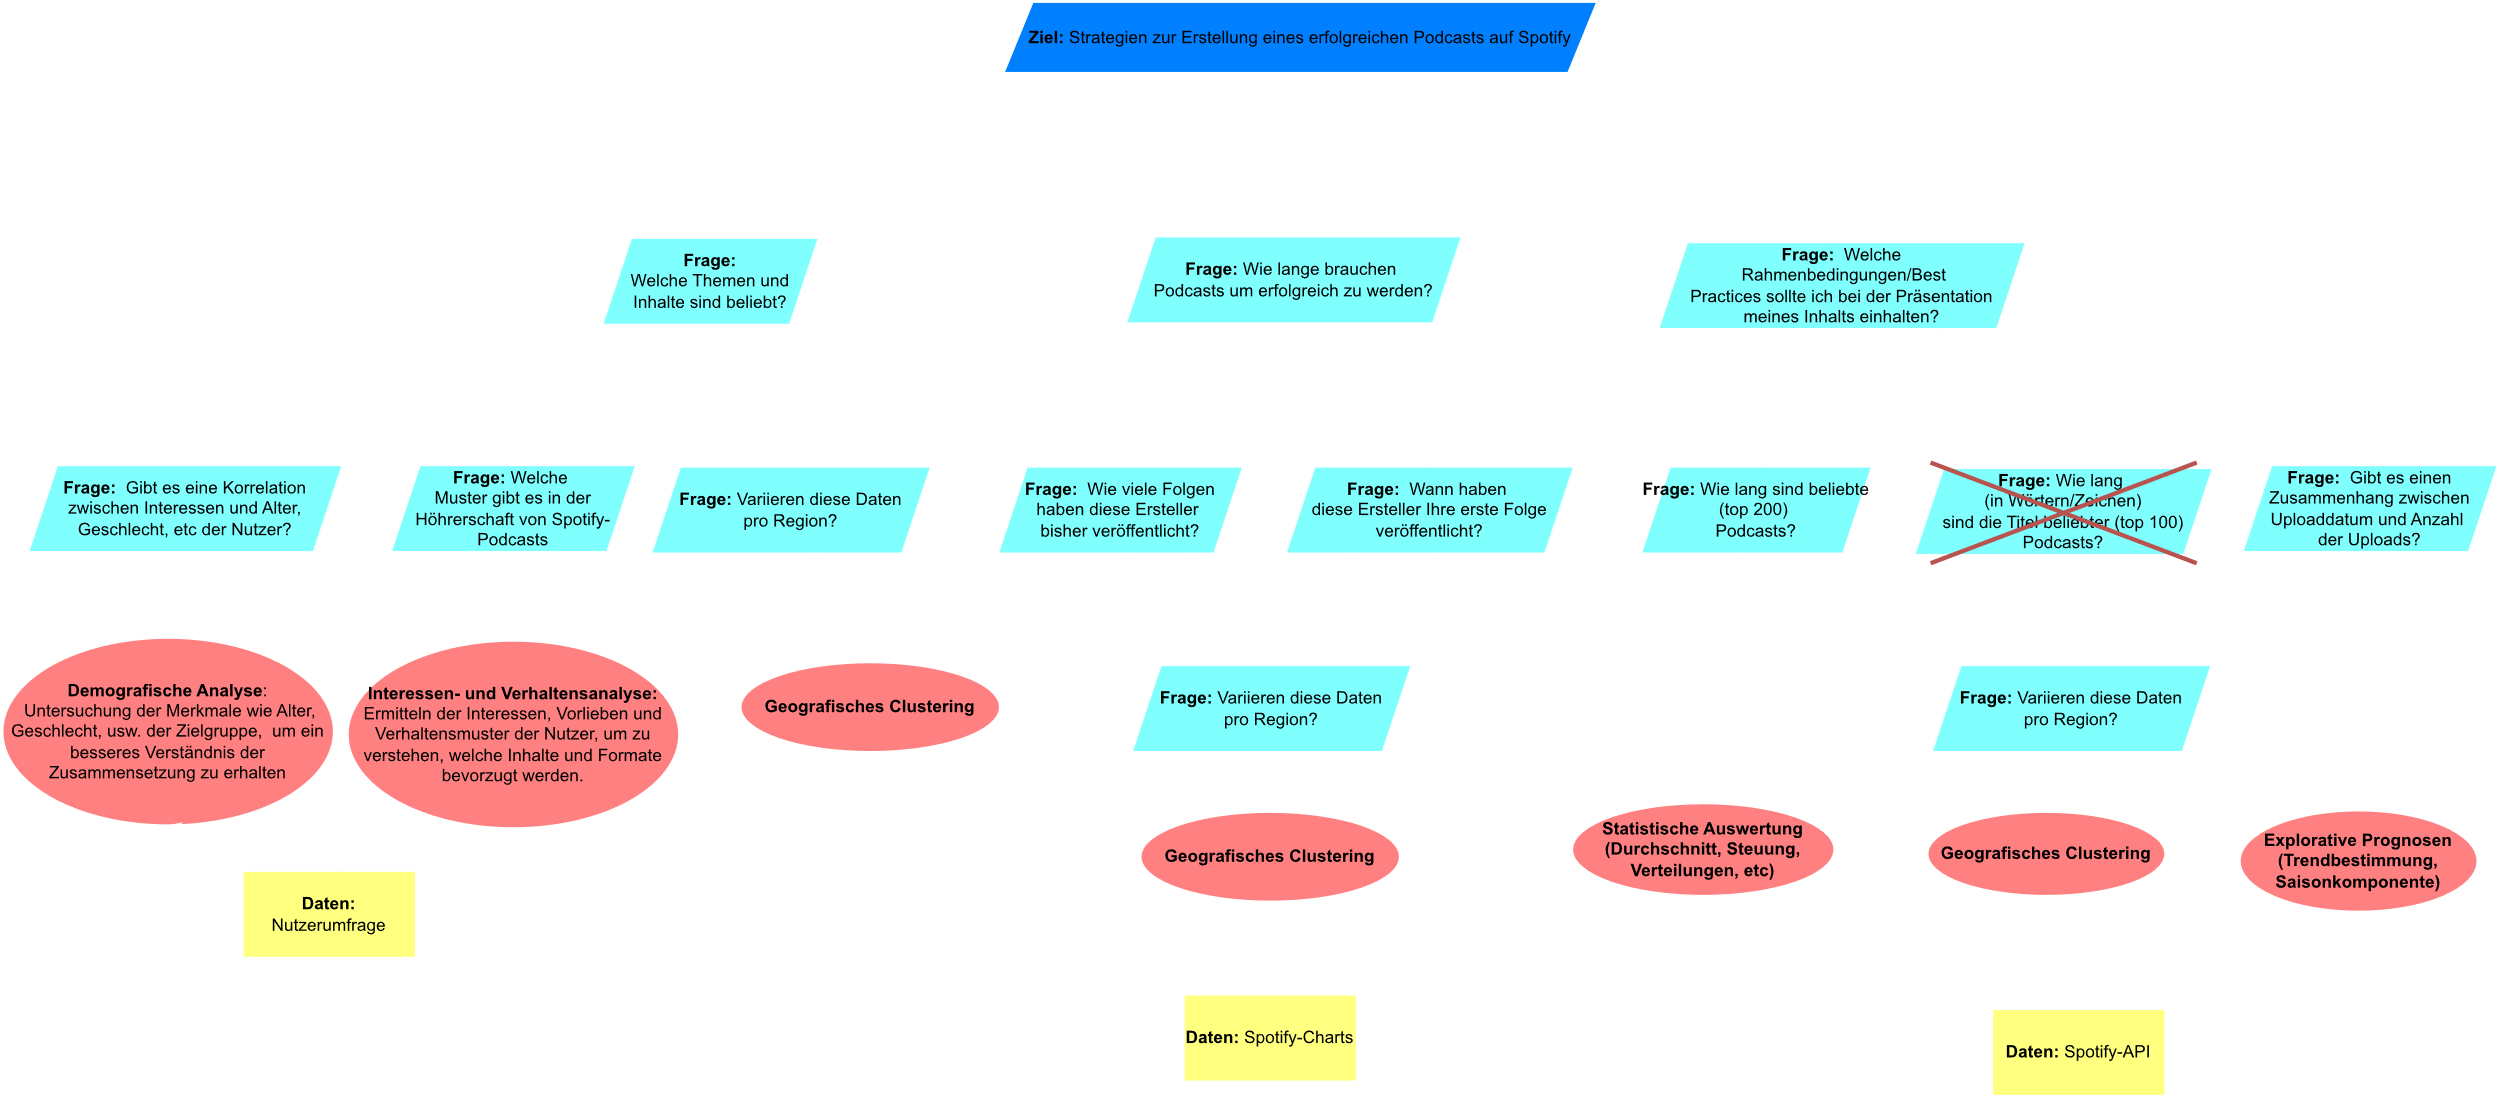 Ziel: Strategien zur Erstellung eines erfolgreichen Podcasts auf Spotify
Frage:
Welche Themen und
Inhalte sind beliebt?
Frage: Wie lange brauchen
Podcasts um erfolgreich zu werden?
Frage: Welche
Rahmenbedingungen/Best
Practices sollte ich bei der Präsentation
meines Inhalts einhalten?
Frage: Gibt es eine Korrelation
zwischen Interessen und Alter,
Geschlecht, etc der Nutzer?
Frage: Welche
Muster gibt es in der
Höhrerschaft von Spotify-
Podcasts
Frage: Variieren diese Daten
pro Region?
Frage: Wie viele Folgen
haben diese Ersteller
bisher veröffentlicht?
Frage: Wann haben
diese Ersteller Ihre erste Folge
veröffentlicht?
Frage: Wie lang sind beliebte
(top 200)
Podcasts?
Frage: Wie lang
(in Wörtern/Zeichen)
sind die Titel beliebter (top 100)
Podcasts?
Frage: Gibt es einen
Zusammenhang zwischen
Uploaddatum und Anzahl
der Uploads?
Demografische Analyse:
Untersuchung der Merkmale wie Alter,
Geschlecht, usw. der Zielgruppe, um ein
besseres Verständnis der
Zusammensetzung zu erhalten
Interessen- und Verhaltensanalyse:
Ermitteln der Interessen, Vorlieben und
Verhaltensmuster der Nutzer, um zu
verstehen, welche Inhalte und Formate
bevorzugt werden.
Geografisches Clustering
Frage: Variieren diese Daten
pro Region?
Frage: Variieren diese Daten
pro Region?
Geografisches Clustering
Statistische Auswertung
(Durchschnitt, Steuung,
Verteilungen, etc)
Geografisches Clustering
Explorative Prognosen
(Trendbestimmung,
Saisonkomponente)
Daten:
Nutzerumfrage
Daten: Spotify-Charts
Daten: Spotify-API